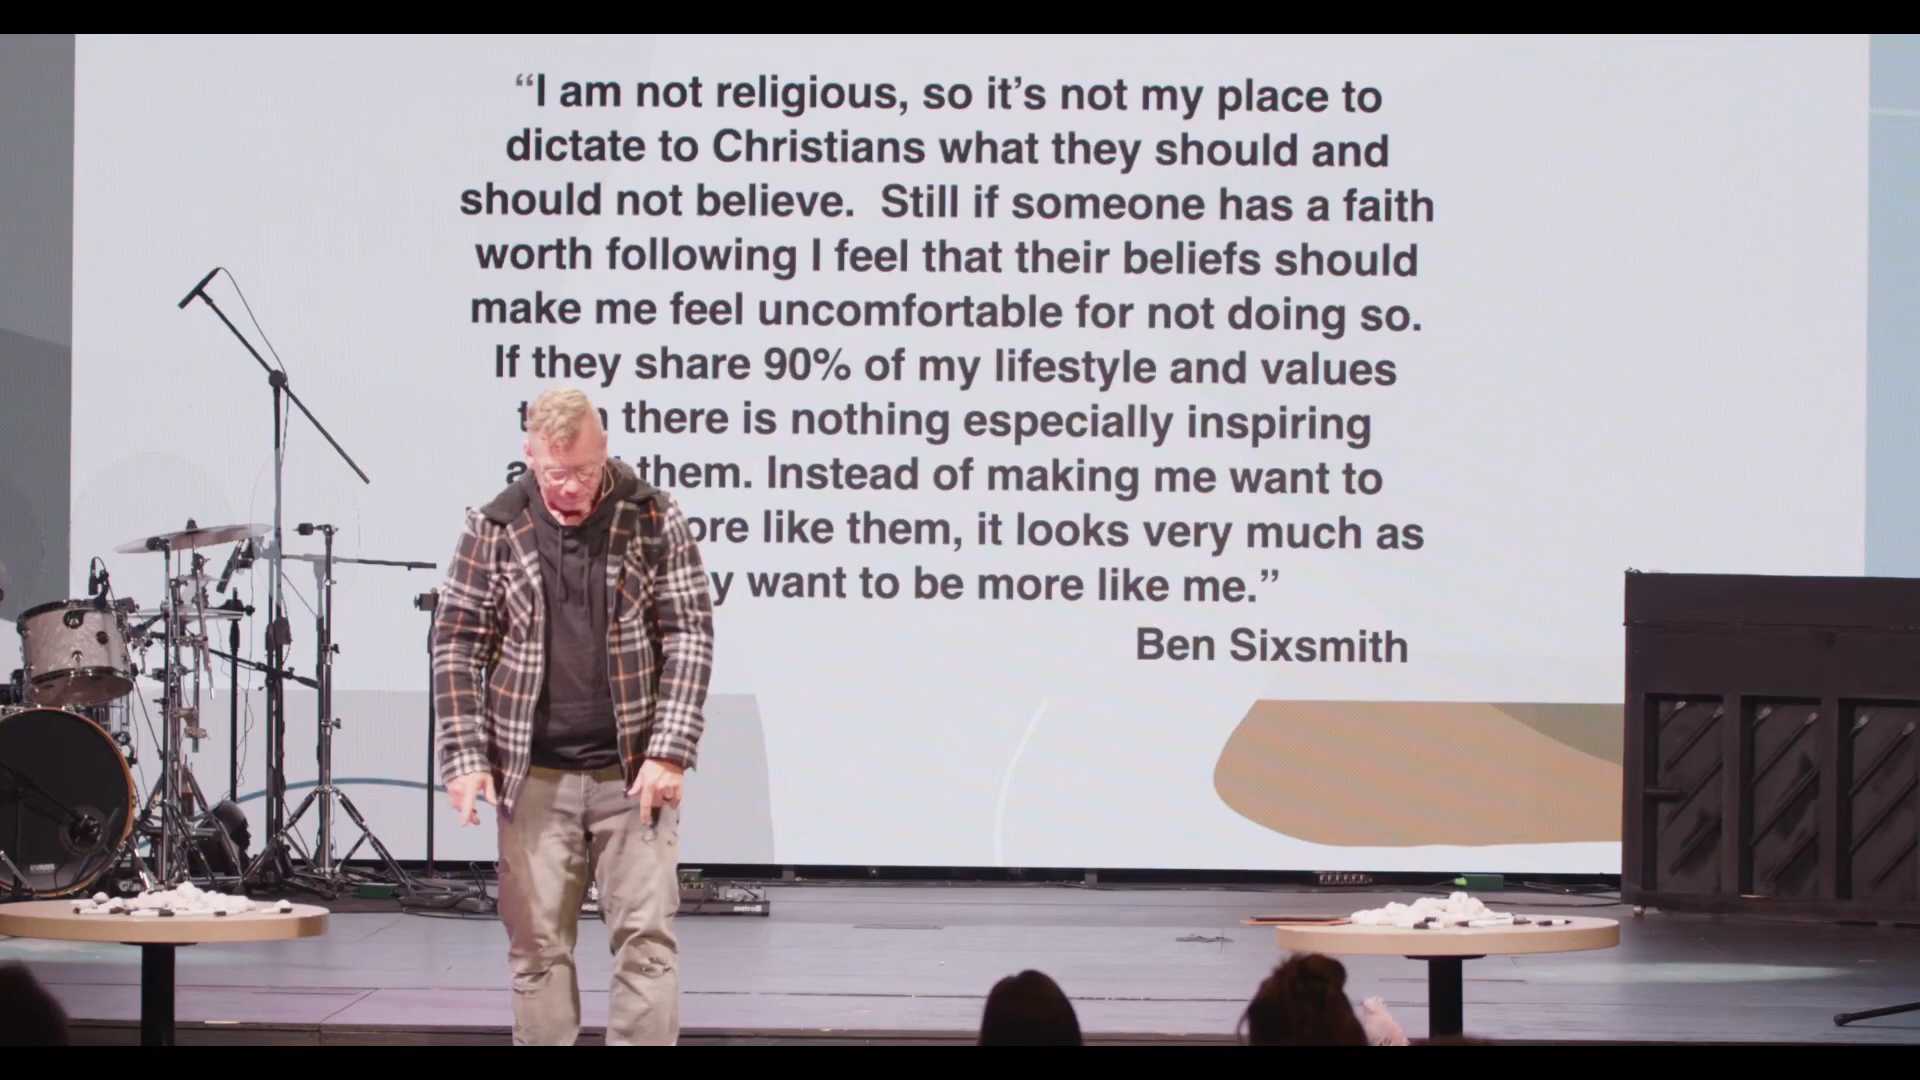 “I am not religious, so it’s not my place to
dictate to Christians what they should and
should not believe.  Still if someone has a faith
worth following I feel that their beliefs should
make me feel uncomfortable for not doing so.
If they share 90% of my lifestyle and values
there is nothing especially inspiring
them. Instead of making me want to
like them, it looks very much as
want to be more like me.”
Ben Sixsmith